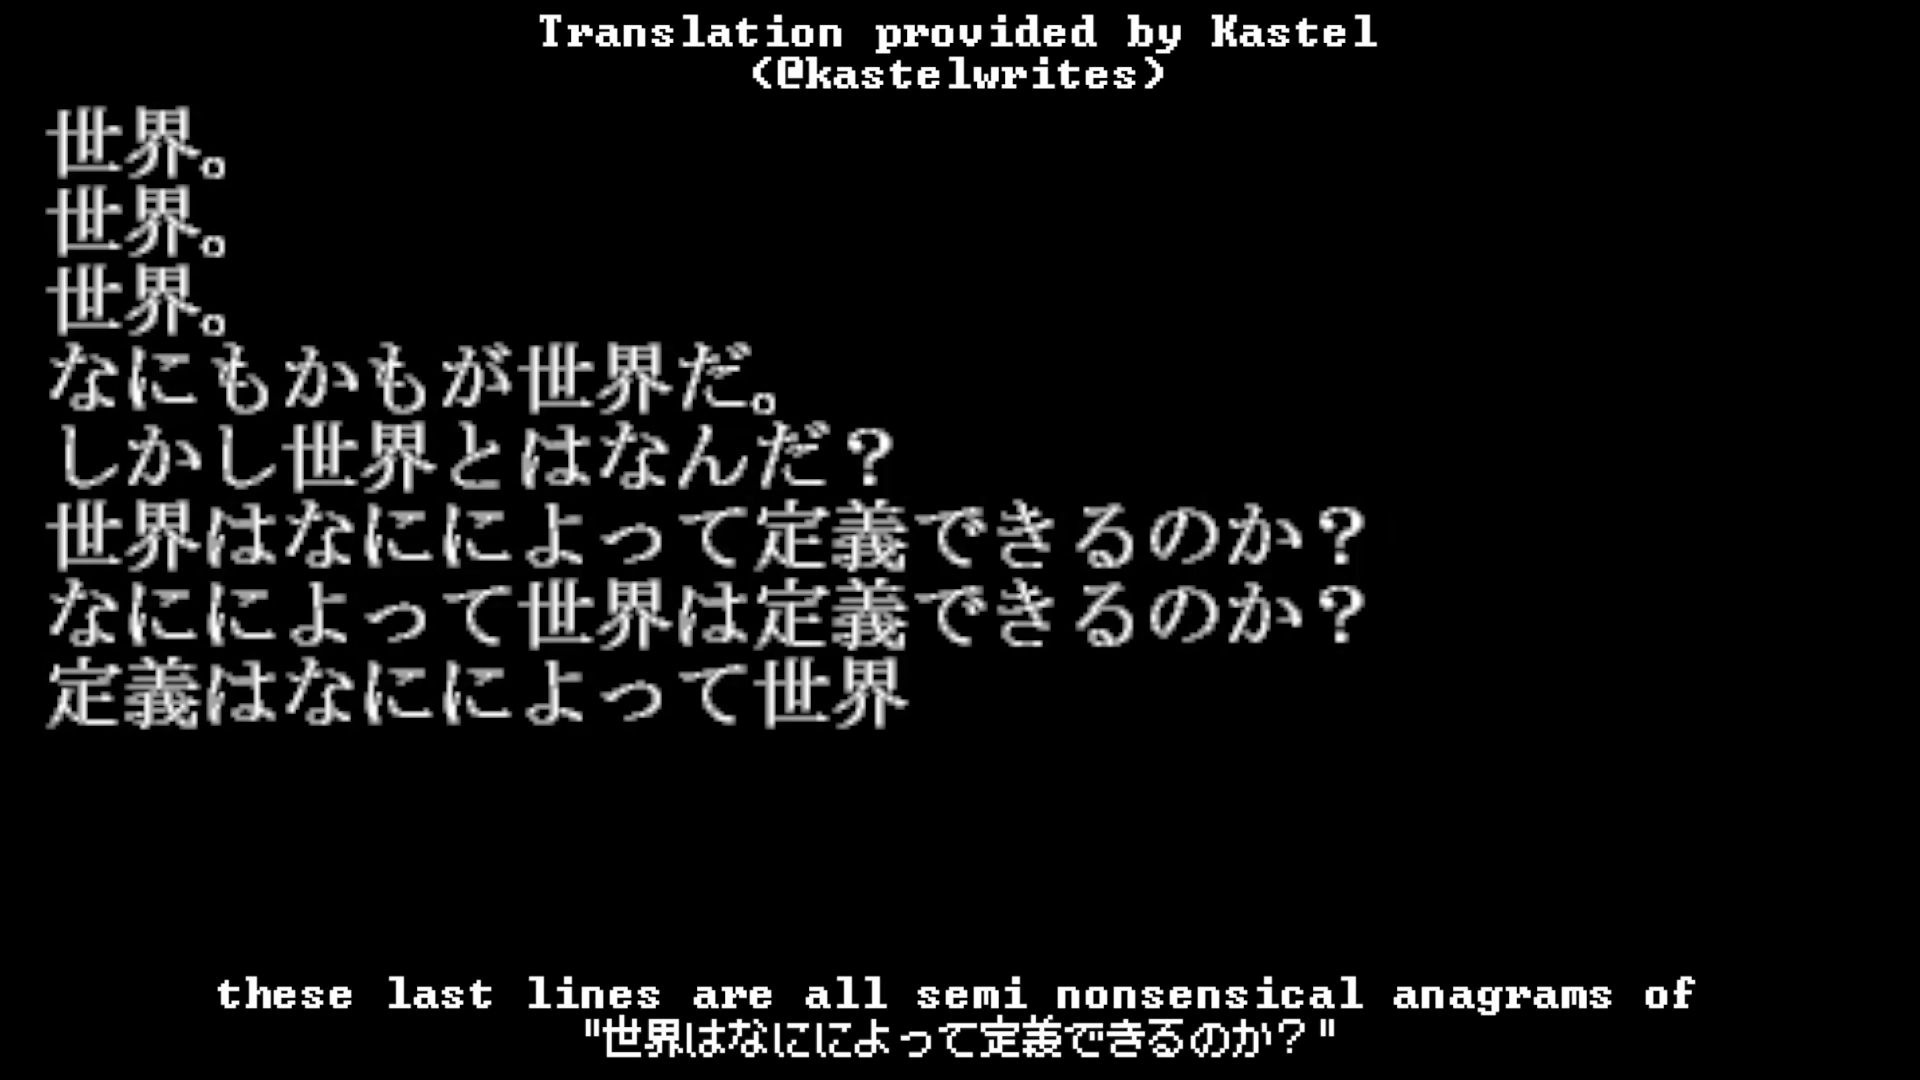 Translation provided by Kastel
(@kastelwrites)
世界。
世界。
世界。
なにもかもが世界だ。
しかし世界とはなんだ？
世界はなにによって定義できるのか？
なにによって世界は定義できるのか？
定義はなにによって世界
these last lines are all semi nonsensical anagrams of
"世界はなにによって定義できるのか？"